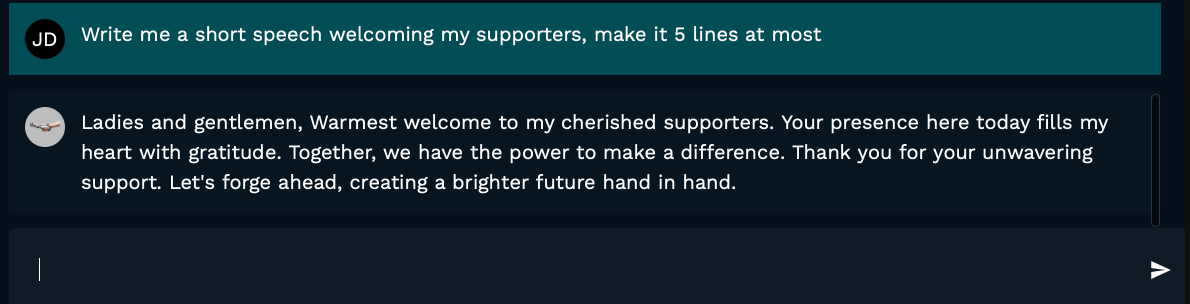 JD
Write me a short speech welcoming my supporters, make it 5 lines at most
Ladies and gentlemen, Warmest welcome to my cherished supporters. Your presence here today fills my
heart with gratitude. Together, we have the power to make a difference. Thank you for your unwavering
support. Let's forge ahead, creating a brighter future hand in hand.